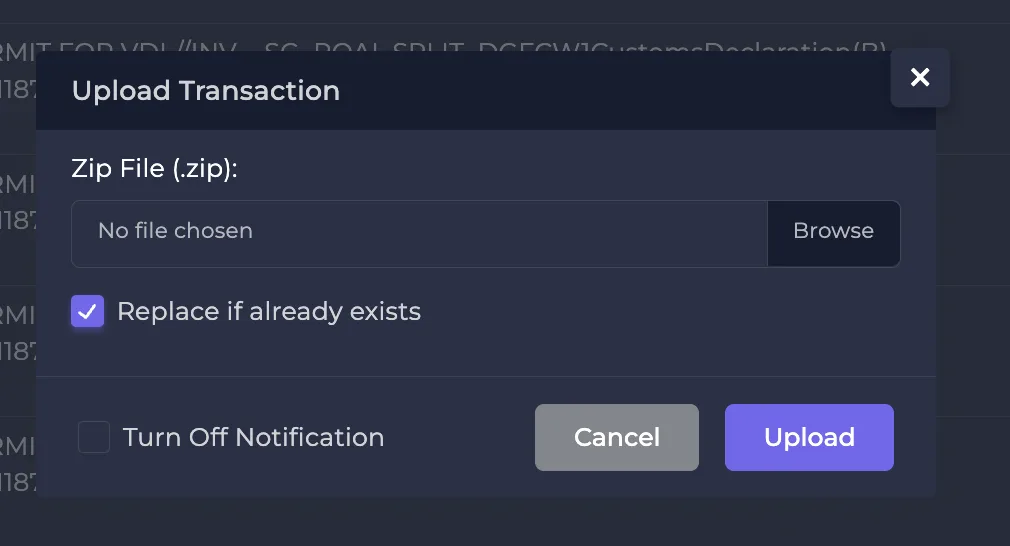 Upload Transaction
Zip File (.zip):
No file chosen
Browse
Replace if already exists
Turn Off Notification
Cancel
Upload